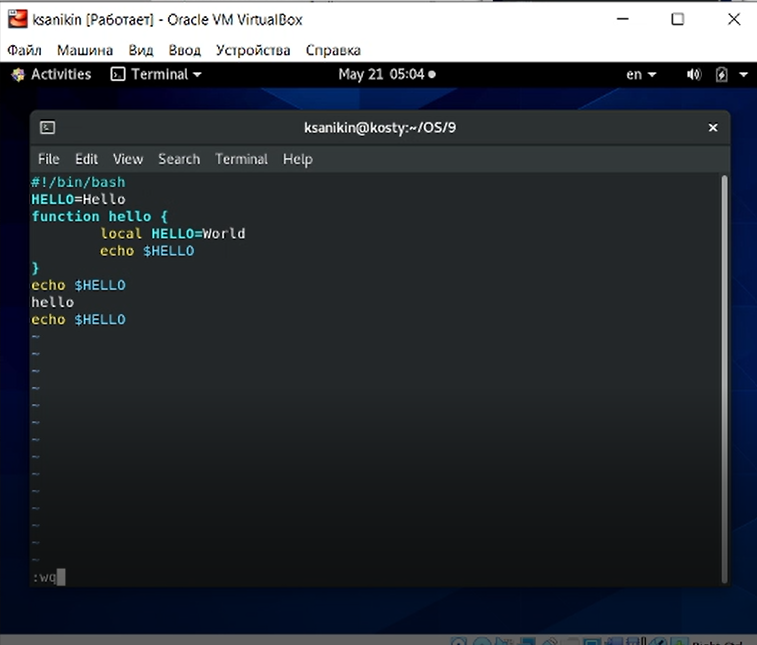 ksanikin [Работает] - Oracle VM VirtualBox
Файл Машина Вид Ввод Устройства Справка
Activities Terminal May 21 05:04 en
ksanikin@kosty:~/OS/9
File Edit View Search Terminal Help
#!/bin/bash
HELLO=Hello
function hello {
local HELLO=World
echo $HELLO
}
echo $HELLO
hello
echo $HELLO
~
~
~
~
~
~
~
~
~
~
~
~
~
~
:wq